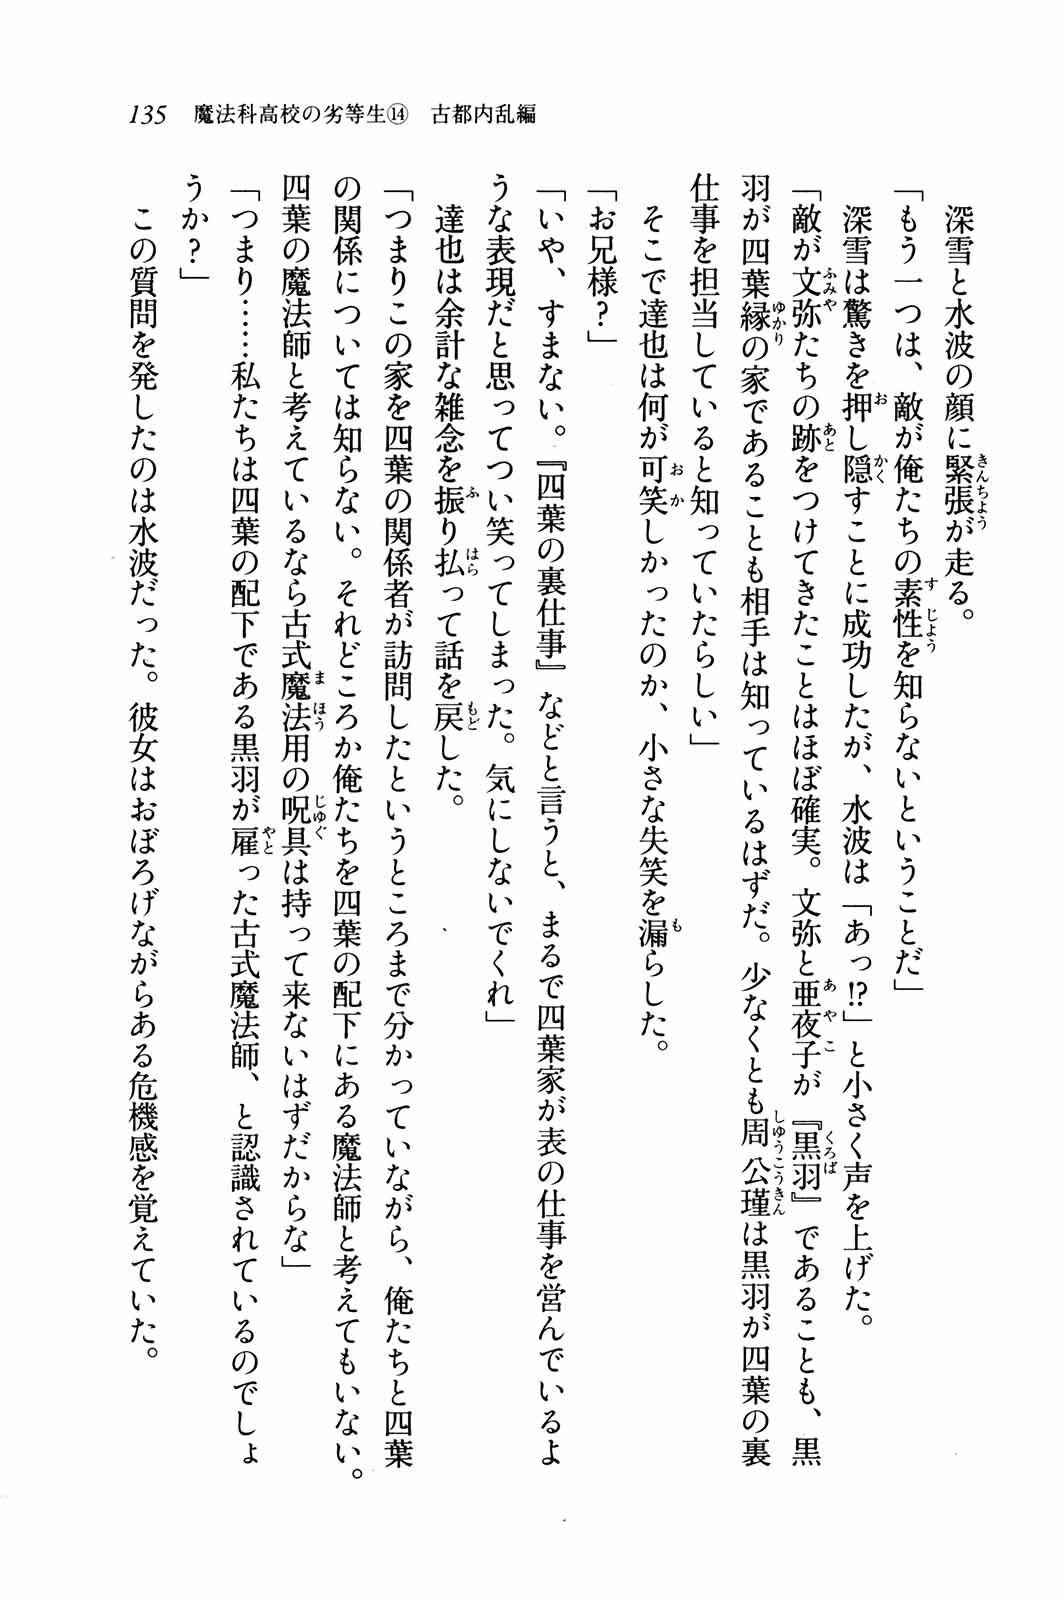 135　魔法科高校の劣等生⑭　古都内乱編
　深雪と水波の顔に緊張が走る。
「もう一つは、敵が俺たちの素性を知らないということだ」
　深雪は驚きを押し隠すことに成功したが、水波は「あっ!?」と小さく声を上げた。
「敵が文弥たちの跡をつけてきたことはほぼ確実。文弥と亜夜子が『黒羽』であることも、黒
羽が四葉縁の家であることも相手は知っているはずだ。少なくとも周公瑾は黒羽が四葉の裏
仕事を担当していると知っていたらしい」
　そこで達也は何が可笑しかったのか、小さな失笑を漏らした。
「お兄様？」
「いや、すまない。『四葉の裏仕事』などと言うと、まるで四葉家が表の仕事を営んでいるよ
うな表現だと思ってつい笑ってしまった。気にしないでくれ」
　達也は余計な雑念を振り払って話を戻した。
「つまりこの家を四葉の関係者が訪問したというところまで分かっていながら、俺たちと四葉
の関係については知らない。それどころか俺たちを四葉の配下にある魔法師と考えてもいない。
四葉の魔法師と考えているなら古式魔法用の呪具は持って来ないはずだからな」
「つまり……私たちは四葉の配下である黒羽が雇った古式魔法師、と認識されているのでしょ
うか？」
　この質問を発したのは水波だった。彼女はおぼろげながらある危機感を覚えていた。